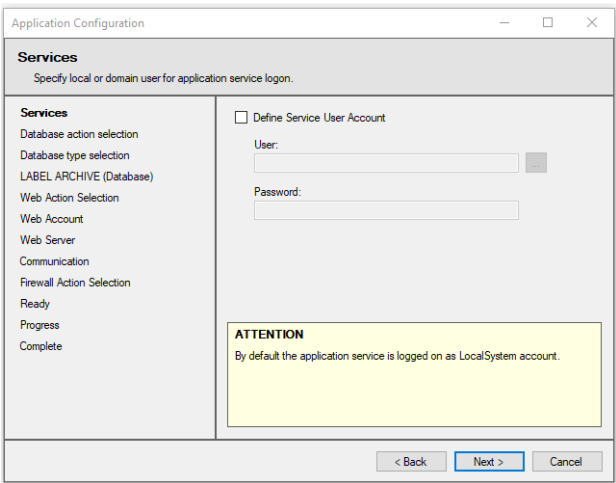 Application Configuration
Services
Specify local or domain user for application service logon.
Services
Database action selection
Database type selection
LABEL ARCHIVE (Database)
Web Action Selection
Web Account
Web Server
Communication
Firewall Action Selection
Ready
Progress
Complete
Define Service User Account
User:
...
Password:
ATTENTION
By default the application service is logged on as LocalSystem account.
< Back
Next >
Cancel